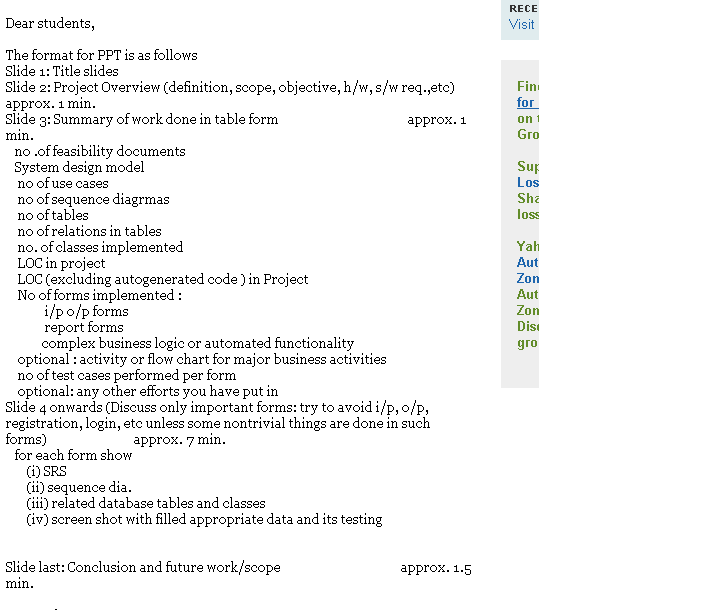 Dear students,
The format for PPT is as follows
Slide 1: Title slides
Slide 2: Project Overview (definition, scope, objective, h/w, s/w req.,etc)
approx. 1 min.
Slide 3: Summary of work done in table form approx. 1
min.
no .of feasibility documents
System design model
no of use cases
no of sequence diagrmas
no of tables
no of relations in tables
no. of classes implemented
LOC in project
LOC (excluding autogenerated code ) in Project
No of forms implemented :
i/p o/p forms
report forms
complex business logic or automated functionality
optional : activity or flow chart for major business activities
no of test cases performed per form
optional: any other efforts you have put in
Slide 4 onwards (Discuss only important forms: try to avoid i/p, o/p,
registration, login, etc unless some nontrivial things are done in such
forms) approx. 7 min.
for each form show
(i) SRS
(ii) sequence dia.
(iii) related database tables and classes
(iv) screen shot with filled appropriate data and its testing
Slide last: Conclusion and future work/scope approx. 1.5
min.
RECE
Visit
Fin
for
on t
Gro
Sup
Los
Sha
loss
Yah
Aut
Zon
Aut
Zon
Disc
gro